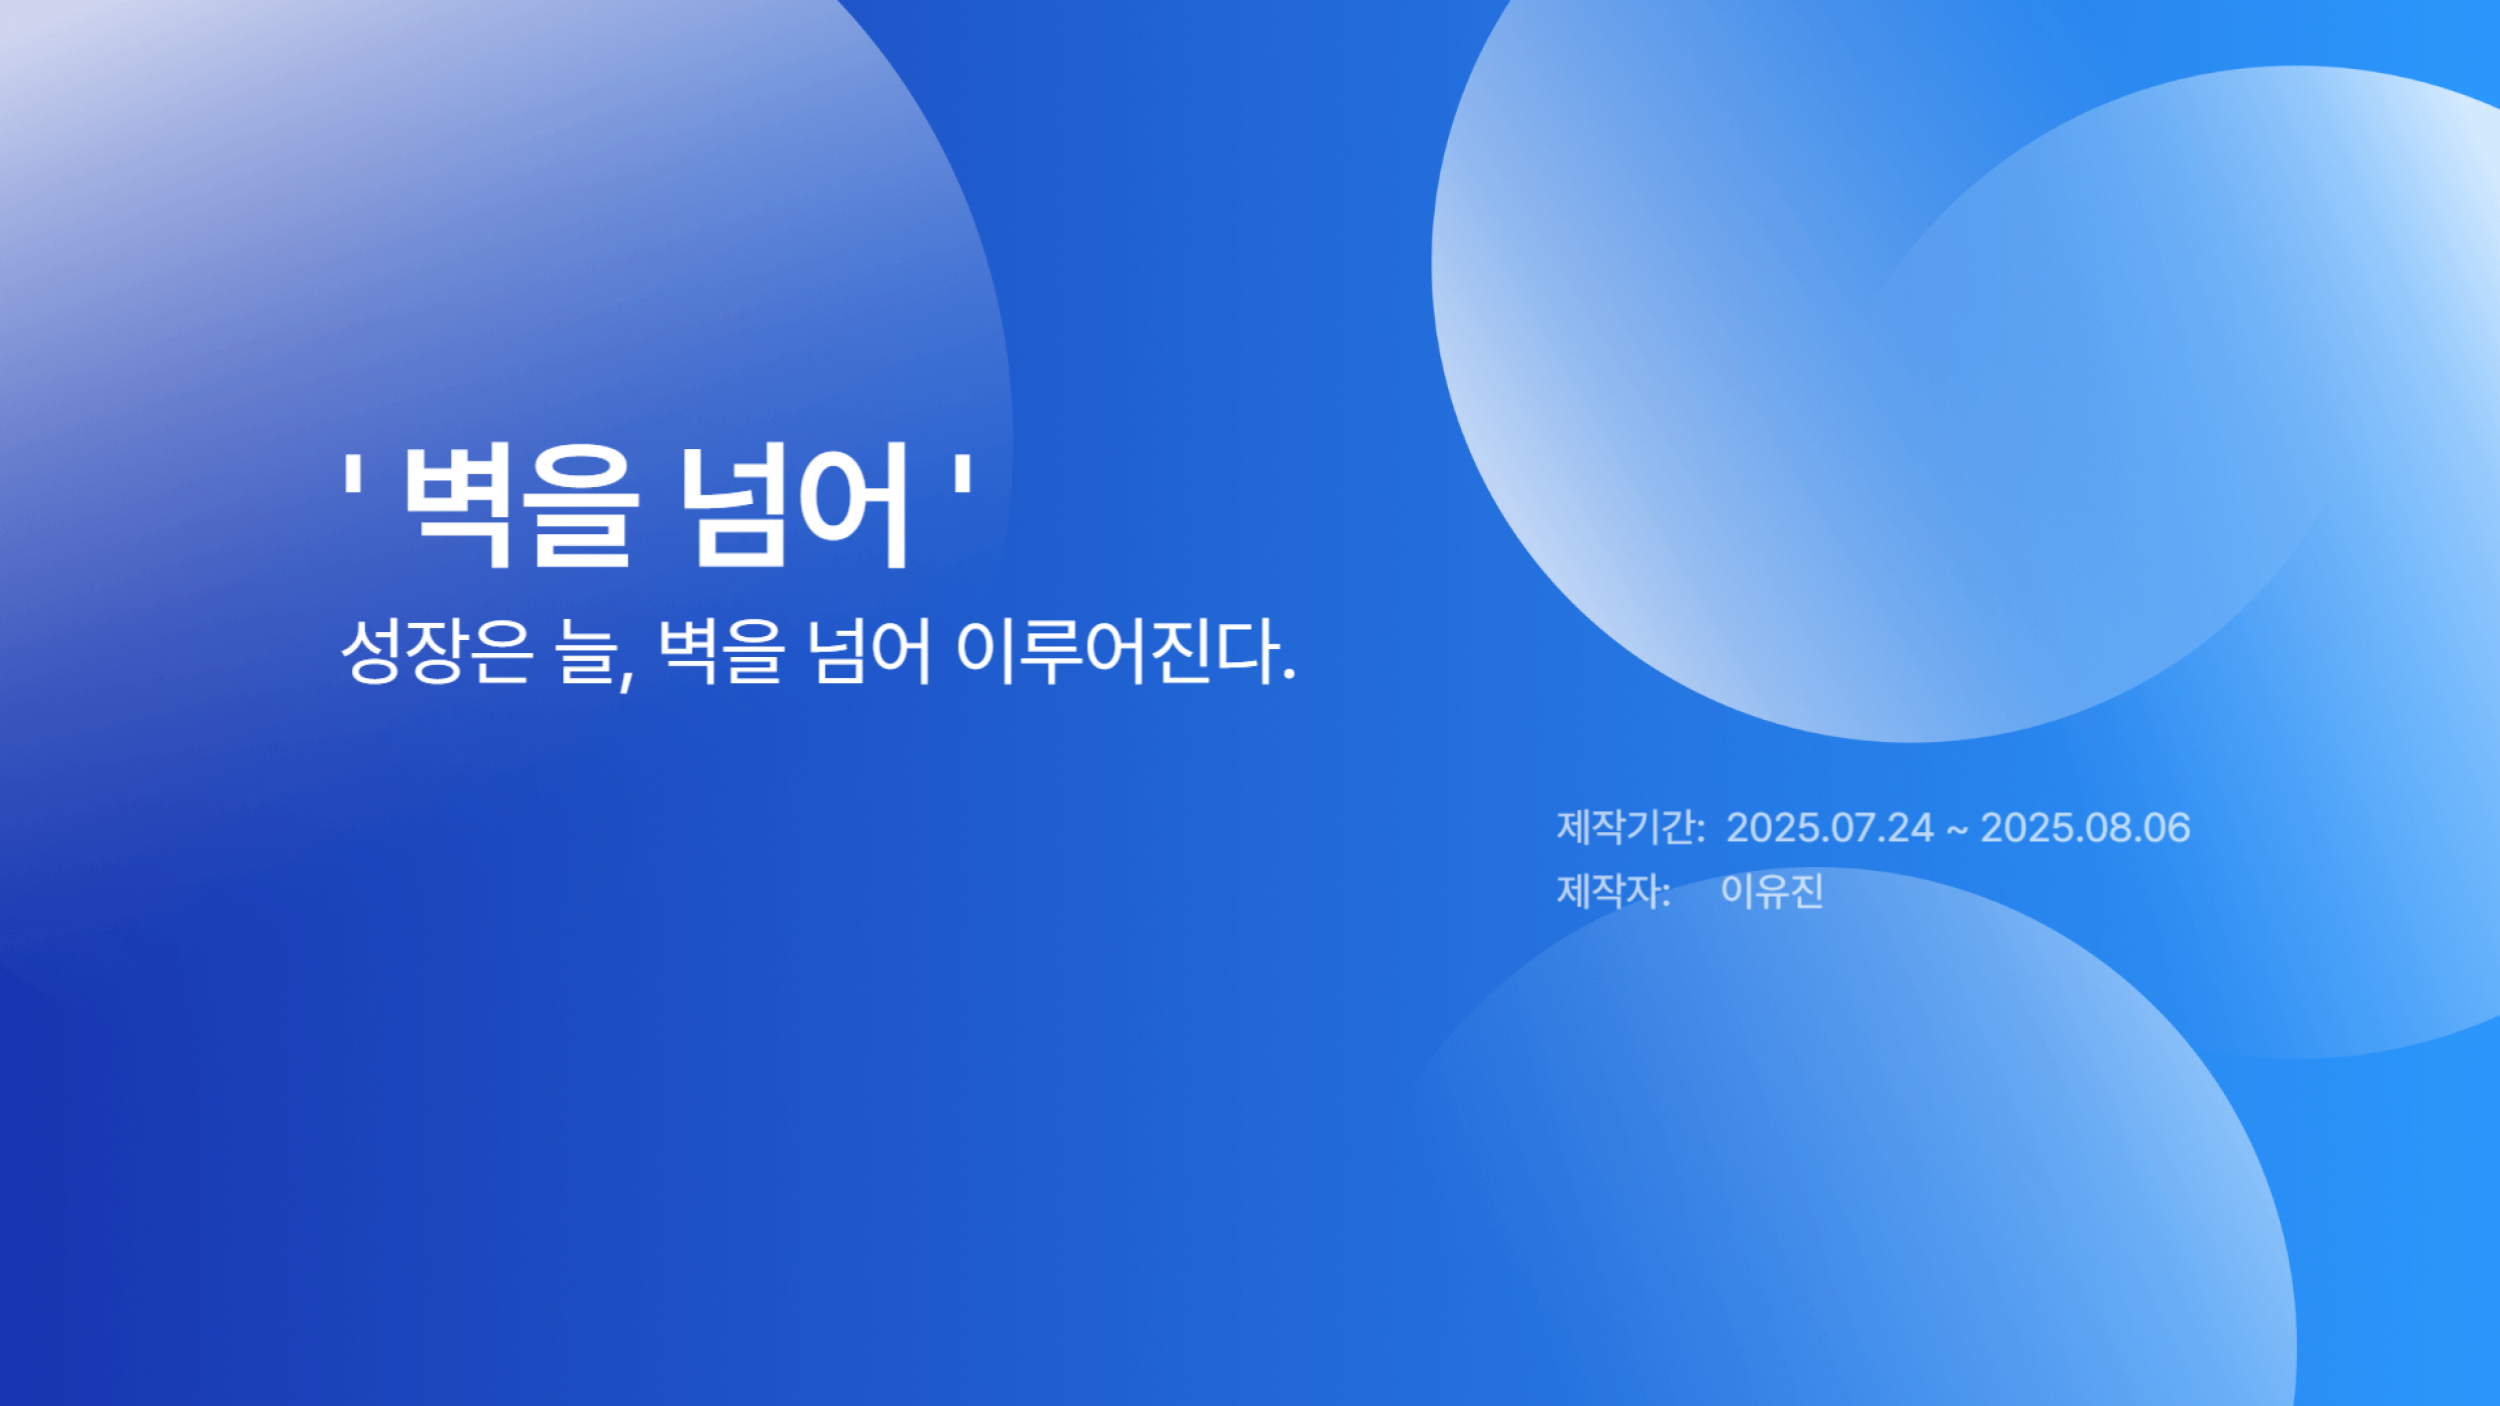 ' 벽을 넘어 '
성장은 늘, 벽을 넘어 이루어진다.
제작기간: 2025.07.24 ~ 2025.08.06
제작자: 이유진